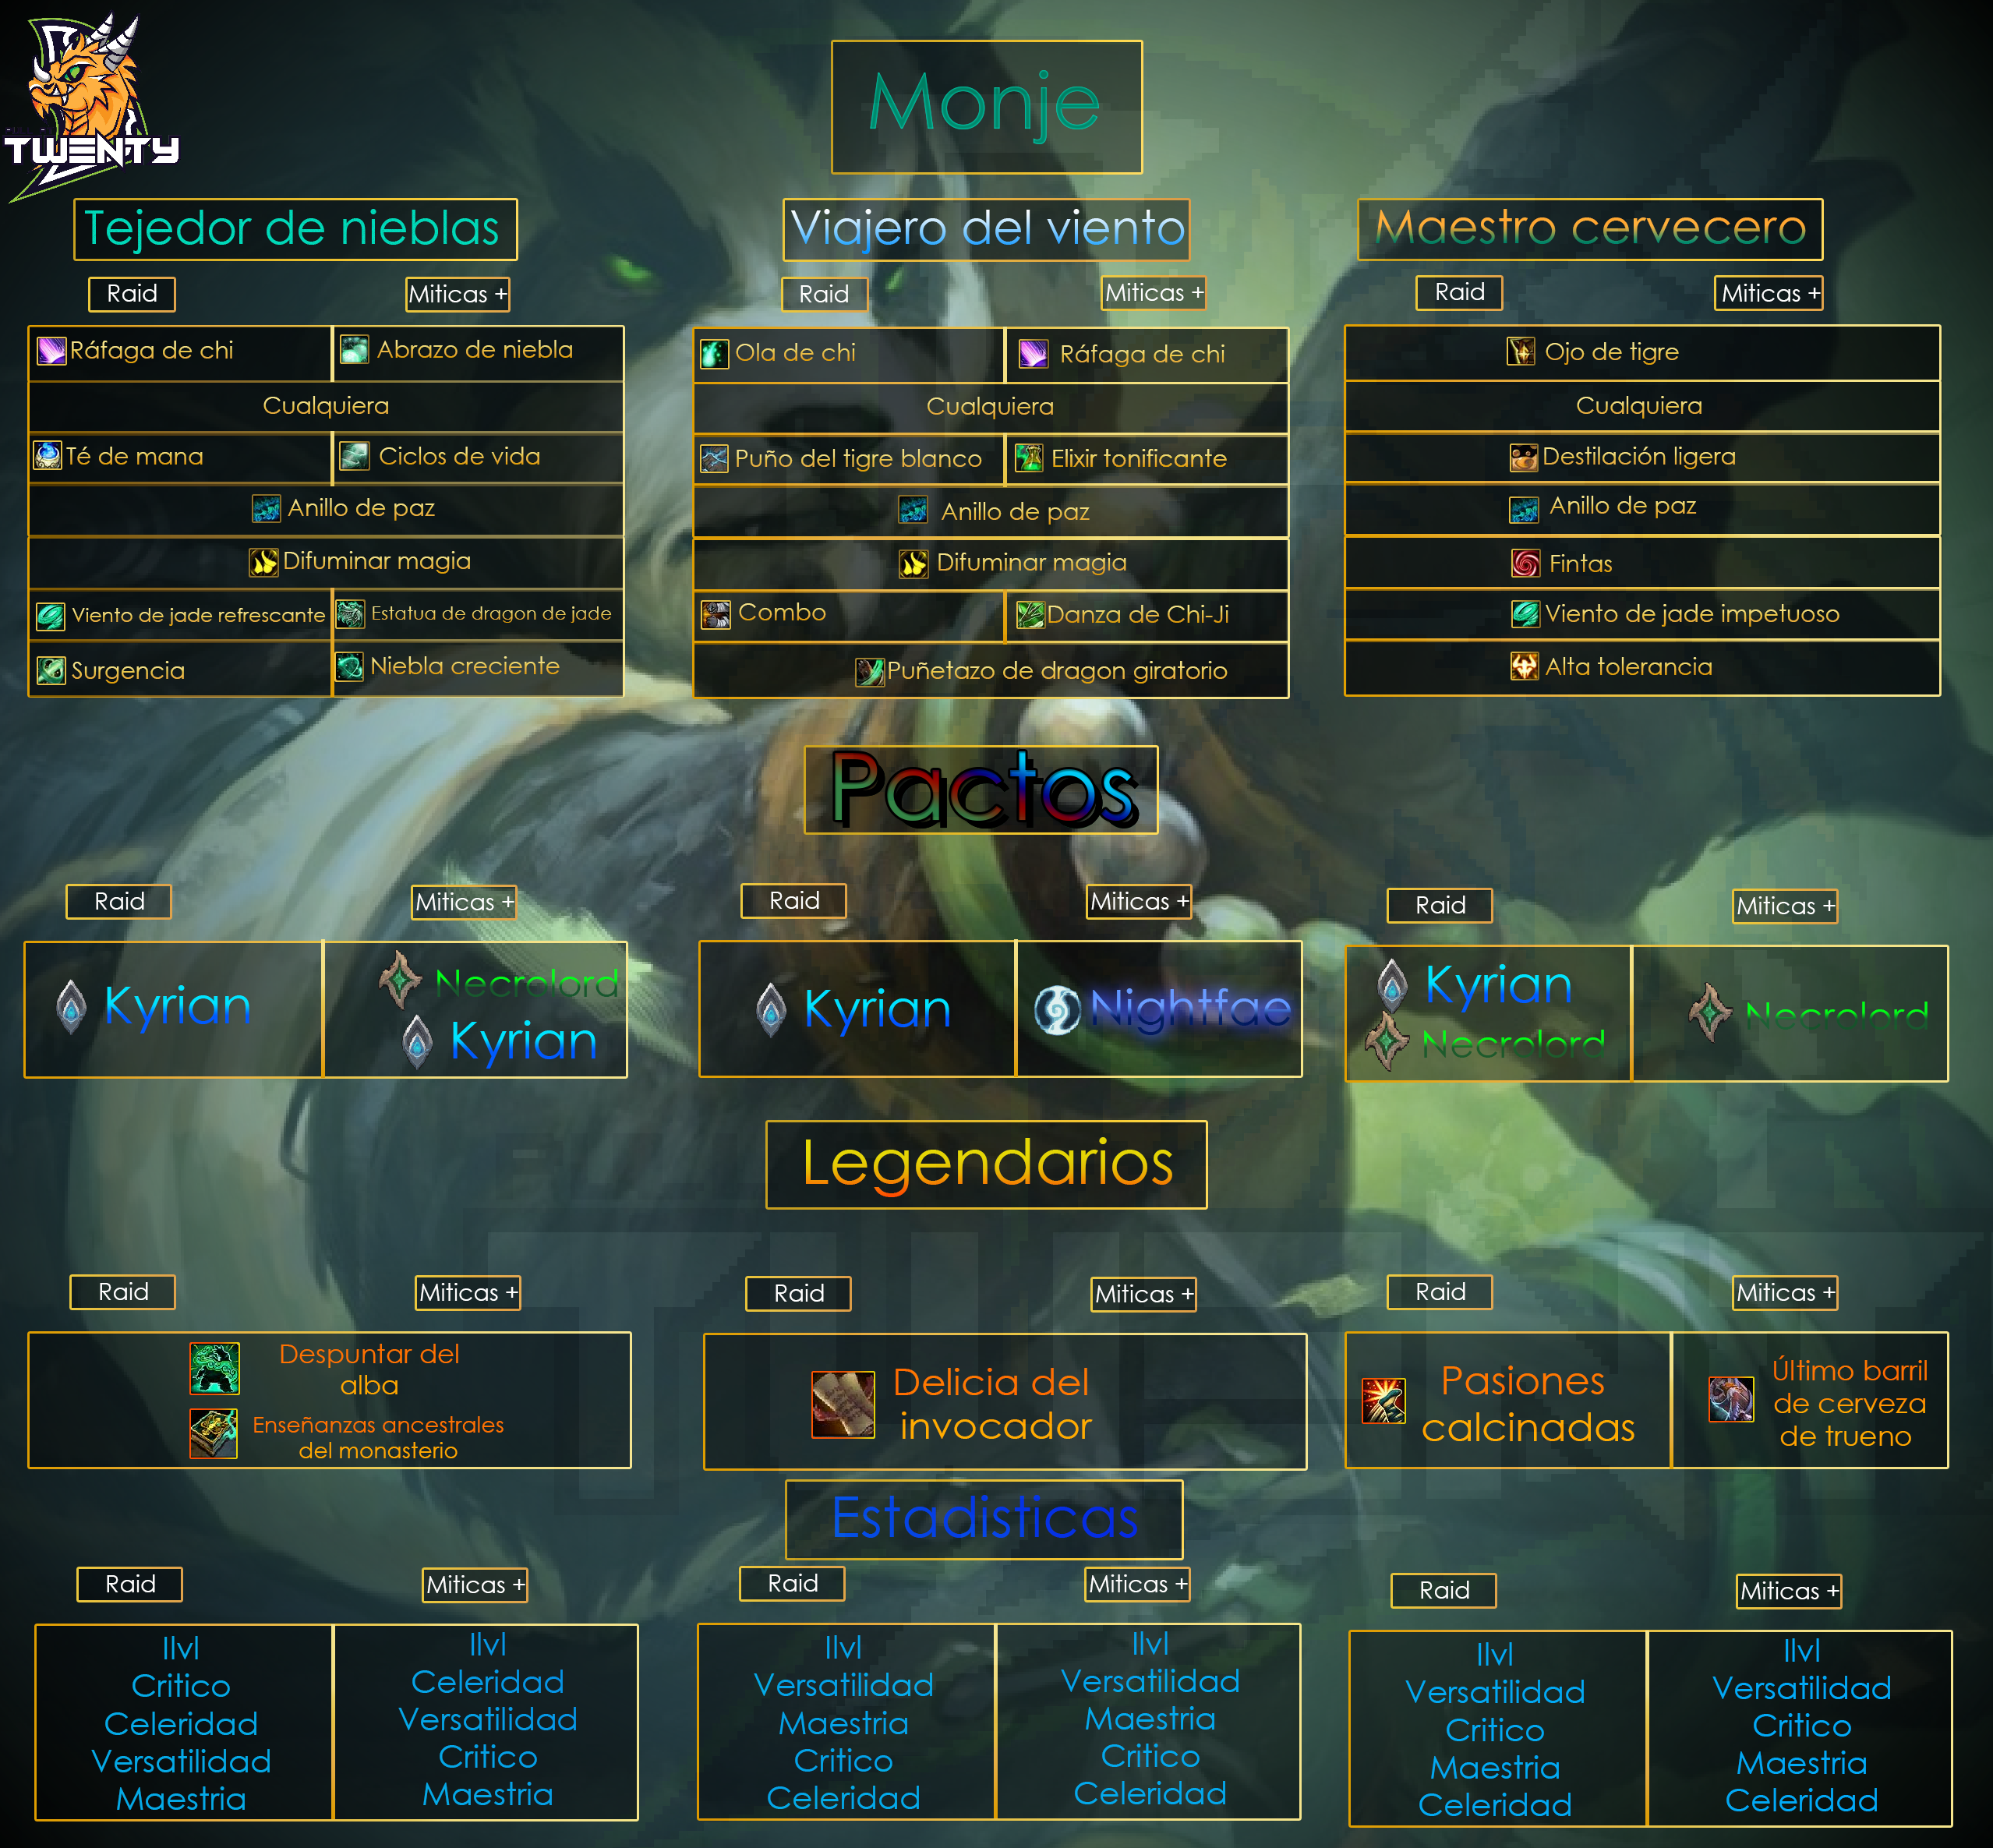 TWENTY
Monje
Tejedor de nieblas
Raid
Miticas +
Ráfaga de chi
Abrazo de niebla
Cualquiera
Té de mana
Ciclos de vida
Anillo de paz
Difuminar magia
Viento de jade refrescante
Estatua de dragon de jade
Surgencia
Niebla creciente
Viajero del viento
Raid
Miticas +
Ola de chi
Ráfaga de chi
Cualquiera
Puño del tigre blanco
Elixir tonificante
Anillo de paz
Difuminar magia
Combo
Danza de Chi-Ji
Puñetazo de dragon giratorio
Maestro cervecero
Raid
Miticas +
Ojo de tigre
Cualquiera
Destilación ligera
Anillo de paz
Fintas
Viento de jade impetuoso
Alta tolerancia
Pactos
Raid
Miticas +
Kyrian
Necrolord
Kyrian
Raid
Miticas +
Kyrian
Nightfae
Raid
Miticas +
Kyrian
Necrolord
Necrolord
Legendarios
Raid
Miticas +
Despuntar del
alba
Enseñanzas ancestrales
del monasterio
Raid
Miticas +
Delicia del
invocador
Raid
Miticas +
Pasiones
calcinadas
Último barril
de cerveza
de trueno
Estadisticas
Raid
Miticas +
Ilvl
Critico
Celeridad
Versatilidad
Maestria
Ilvl
Celeridad
Versatilidad
Critico
Maestria
Raid
Miticas +
Ilvl
Versatilidad
Maestria
Critico
Celeridad
Ilvl
Versatilidad
Maestria
Critico
Celeridad
Raid
Miticas +
Ilvl
Versatilidad
Critico
Maestria
Celeridad
Ilvl
Versatilidad
Critico
Maestria
Celeridad